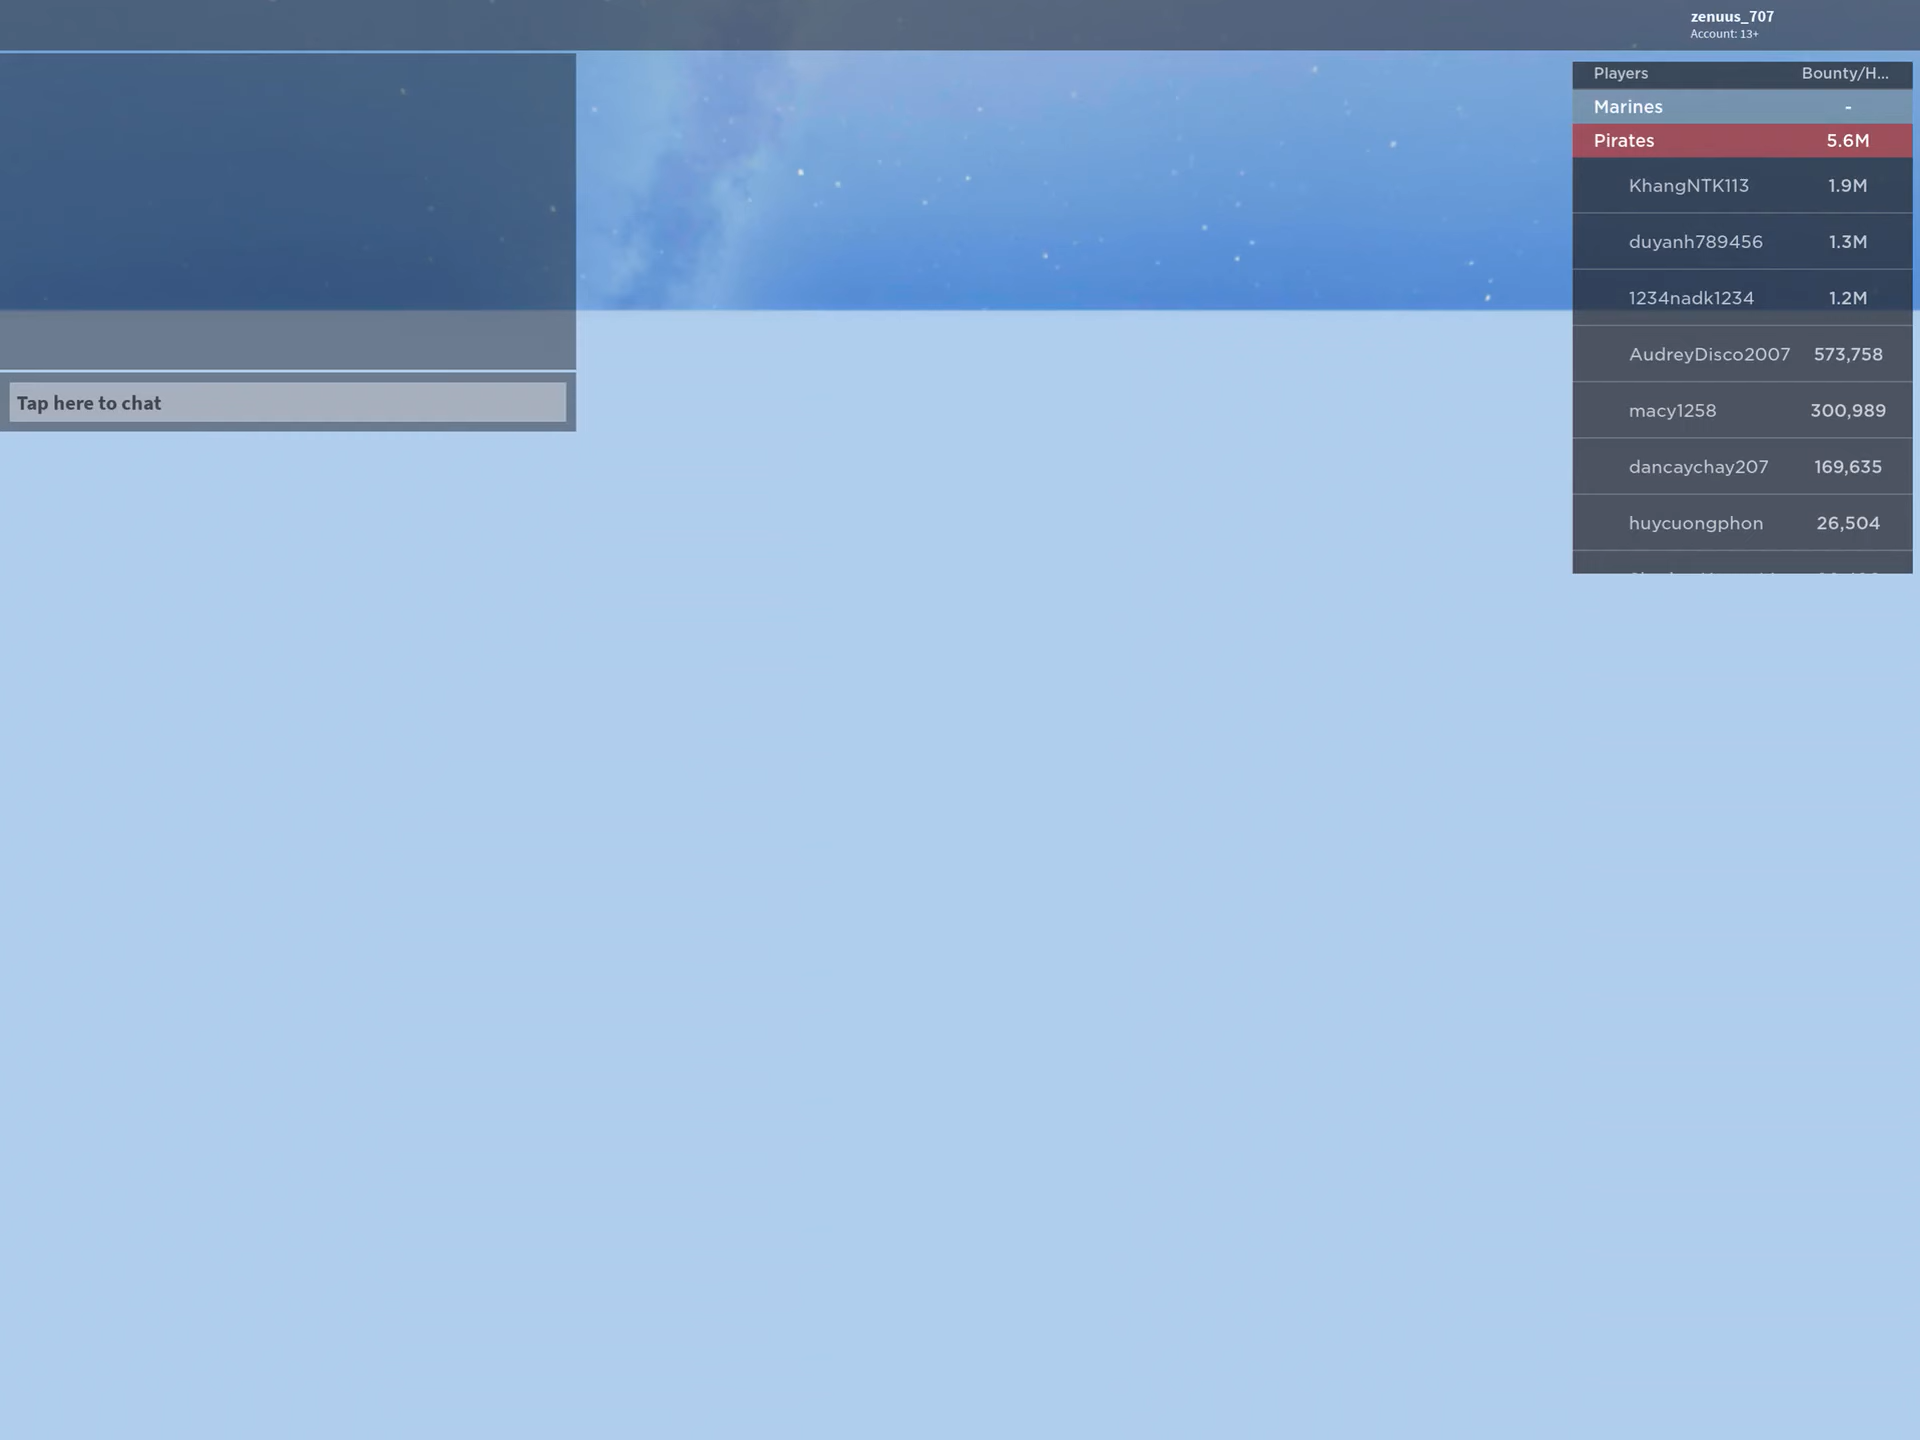 zenuus_707
Account: 13+
Players Bounty/H...
Marines -
Pirates 5.6M
KhangNTK113 1.9M
duyanh789456 1.3M
1234nadk1234 1.2M
AudreyDisco2007 573,758
macy1258 300,989
dancaychay207 169,635
huycuongphon 26,504
Tap here to chat